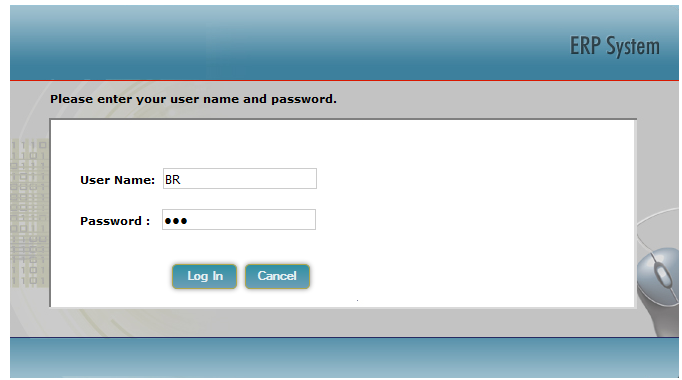 ERP System
Please enter your user name and password.
User Name: BR
Password : ●●●
Log In Cancel